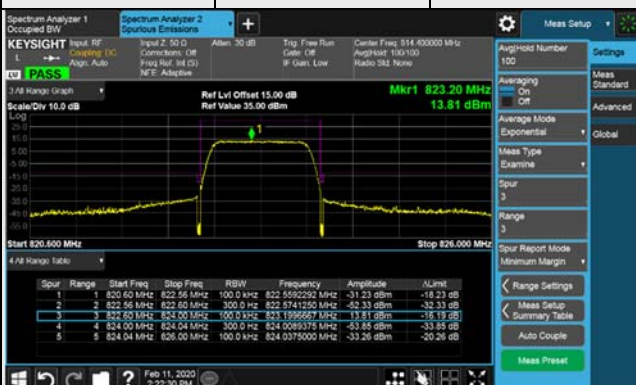 Spectrum Analyzer 1
Occupied BW
Spectrum Analyzer 2
Spurious Emissions
+
Meas Setup
KEYSIGHT
L
PASS
Input: RF
Coupling: DC
Align: Auto
Input Z: 50 Ω
Corrections: Off
Freq Ref: Int (S)
NFE: Adaptive
Atten: 30 dB
Trig: Free Run
Gate: Off
IF Gain: Low
Center Freq: 814.400000 MHz
Avg|Hold: 100/100
Radio Std: None
3 All Range Graph
Scale/Div 10.0 dB
Ref Lvl Offset 15.00 dB
Ref Value 35.00 dBm
Mkr1 823.20 MHz
13.81 dBm
Log
25.0
15.0
5.00
-5.00
-15.0
-25.0
-35.0
-45.0
1
Start 820.600 MHz
Stop 826.000 MHz
4 All Range Table
Spur Range Start Freq Stop Freq RBW Frequency Amplitude ΔLimit
1 1 820.60 MHz 822.56 MHz 100.0 kHz 822.5592292 MHz -31.23 dBm -18.23 dB
2 2 822.56 MHz 822.60 MHz 300.0 Hz 822.5741250 MHz -52.33 dBm -32.33 dB
3 3 822.60 MHz 824.00 MHz 100.0 kHz 823.1996667 MHz 13.81 dBm -16.19 dB
4 4 824.00 MHz 824.04 MHz 300.0 Hz 824.0089375 MHz -53.85 dBm -33.85 dB
5 5 824.04 MHz 826.00 MHz 100.0 kHz 824.0375000 MHz -33.26 dBm -20.26 dB
Avg|Hold Number
100
Averaging
On
Off
Average Mode
Exponential
Meas Type
Examine
Spur
3
Range
3
Spur Report Mode
Minimum Margin
Range Settings
Meas Setup
Summary Table
Auto Couple
Meas Preset
Settings
Meas
Standard
Advanced
Global
?
Feb 11, 2020
2:22:30 PM